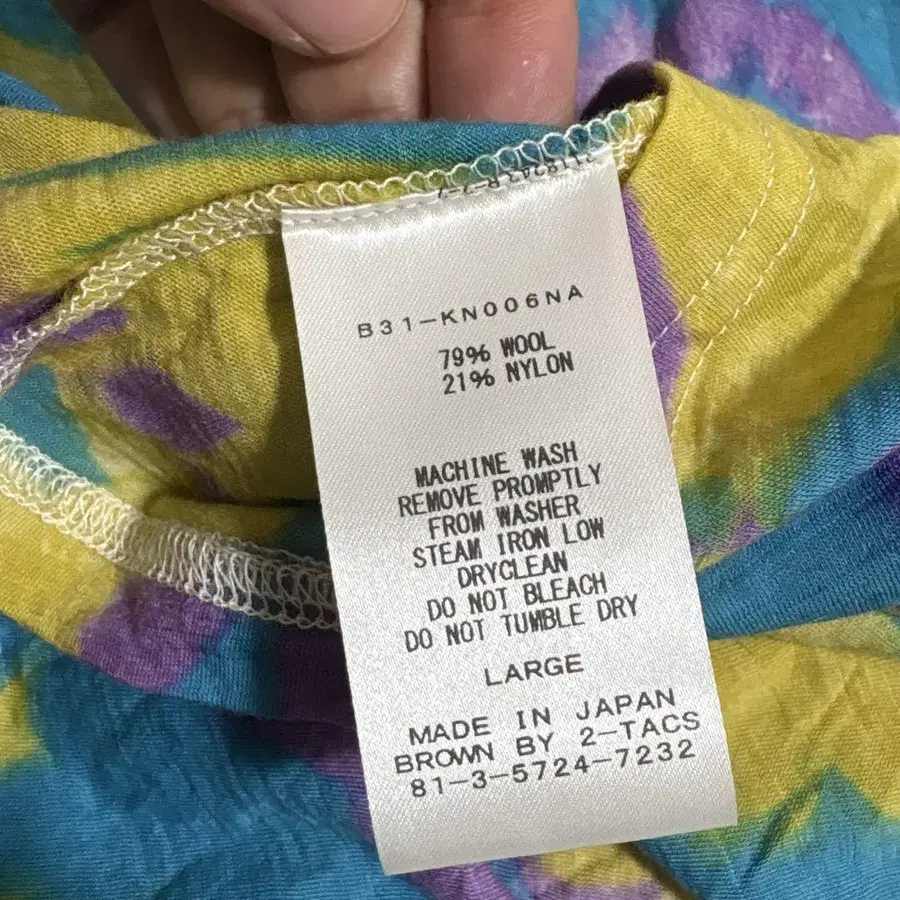 B31-KN006NA
79% WOOL
21% NYLON
MACHINE WASH
REMOVE PROMPTLY
FROM WASHER
STEAM IRON LOW
DRYCLEAN
DO NOT BLEACH
DO NOT TUMBLE DRY
LARGE
MADE IN JAPAN
BROWN BY 2-TACS
81-3-5724-7232